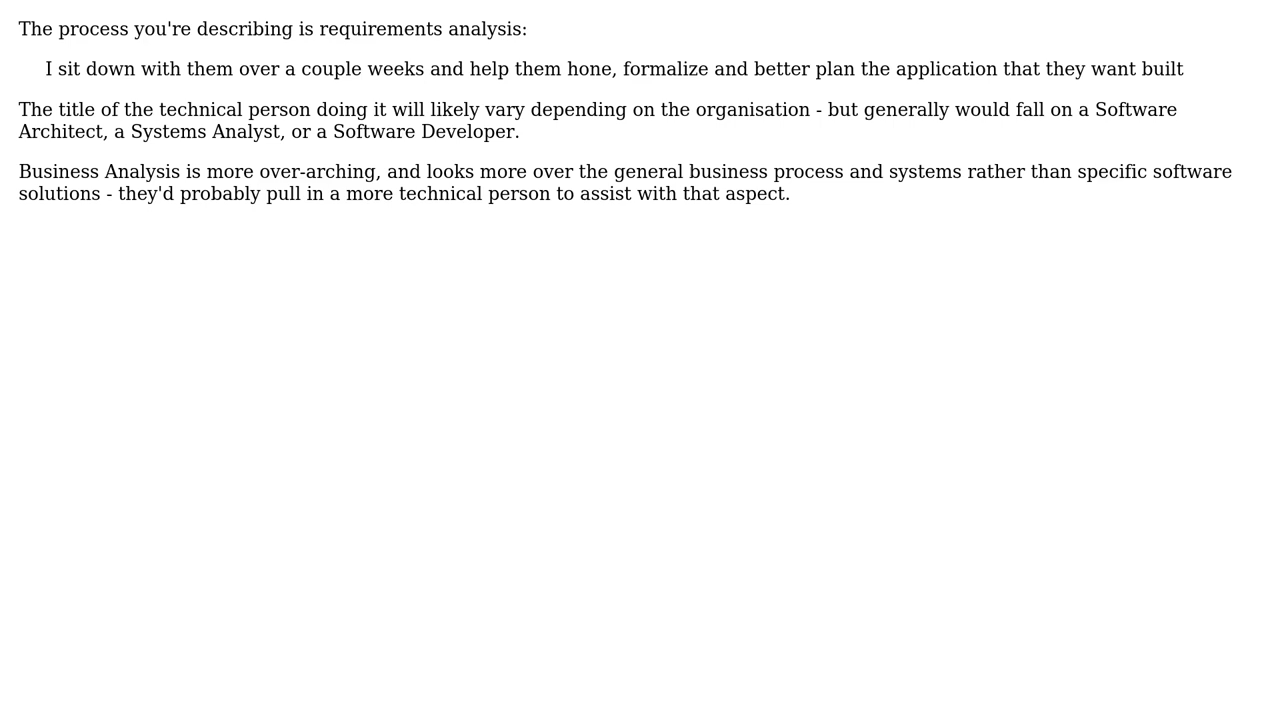 The process you're describing is requirements analysis:
I sit down with them over a couple weeks and help them hone, formalize and better plan the application that they want built
The title of the technical person doing it will likely vary depending on the organisation - but generally would fall on a Software
Architect, a Systems Analyst, or a Software Developer.
Business Analysis is more over-arching, and looks more over the general business process and systems rather than specific software
solutions - they'd probably pull in a more technical person to assist with that aspect.